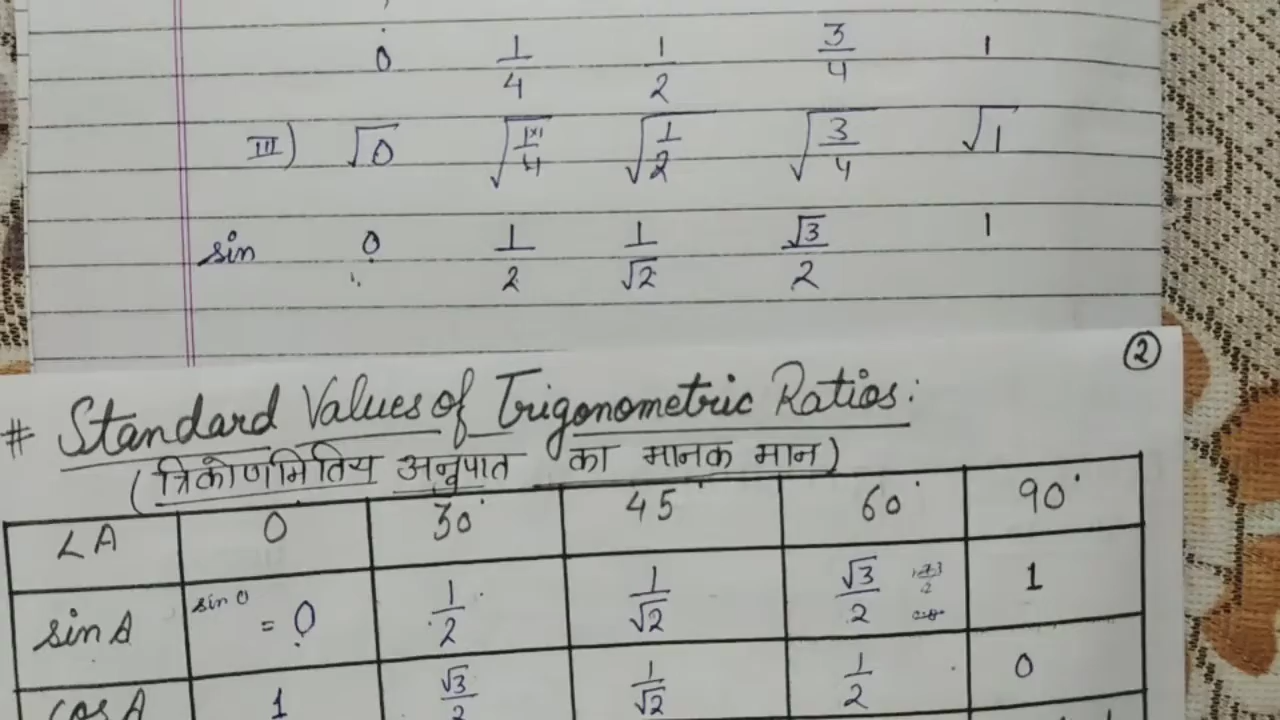 0 1/4 1/2 3/4 1
III) √0 √(1×1/4) √(1/2) √(3/4) √1
sin 0 1/2 1/√2 √3/2 1
②
# Standard Values of Trigonometric Ratios:
(त्रिकोणमितिय अनुपात का मानक मान)
∠A 0° 30° 45° 60° 90°
sin A sin 0 = 0 1/2 1/√2 √3/2 1
cos A 1 √3/2 1/√2 1/2 0